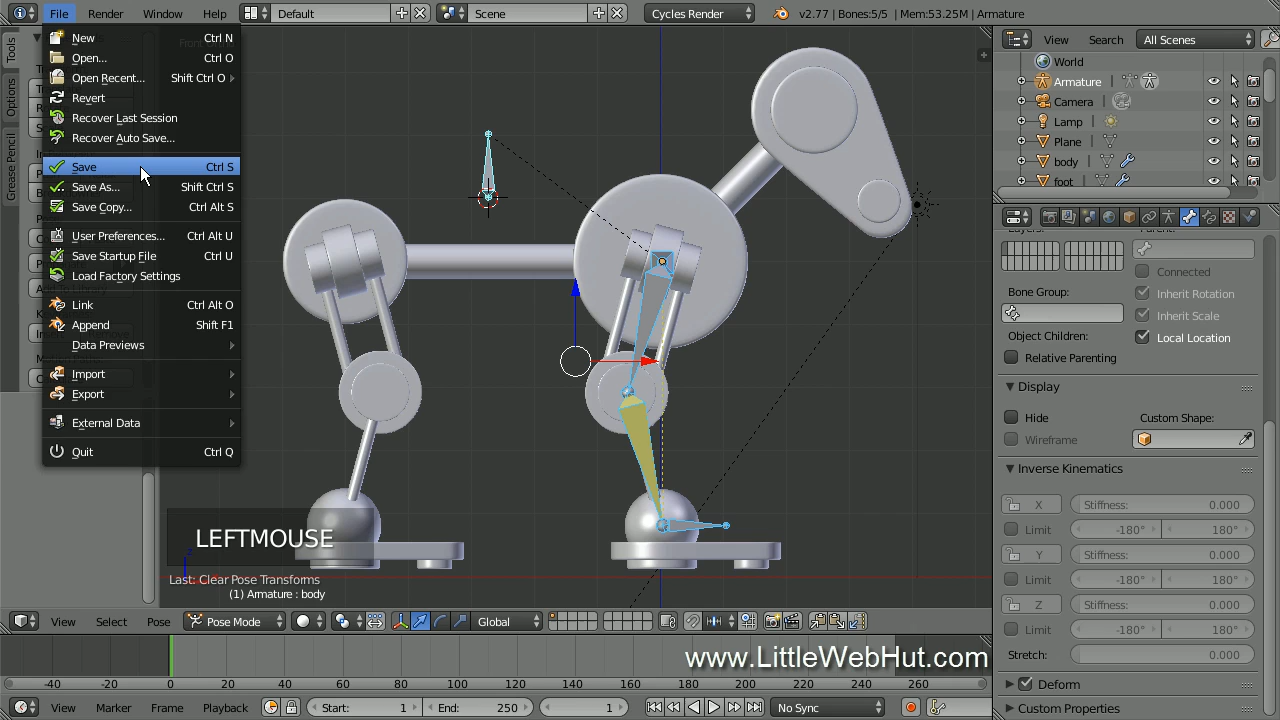 File Render Window Help Default Scene Cycles Render v2.77 | Bones:5/5 | Mem:53.25M | Armature
New Ctrl N
Open... Ctrl O
Open Recent... Shift Ctrl O
Revert
Recover Last Session
Recover Auto Save...
Save Ctrl S
Save As... Shift Ctrl S
Save Copy... Ctrl Alt S
User Preferences... Ctrl Alt U
Save Startup File Ctrl U
Load Factory Settings
Link Ctrl Alt O
Append Shift F1
Data Previews
Import
Export
External Data
Quit Ctrl Q
Tools
Options
Grease Pencil
LEFTMOUSE
Last: Clear Pose Transforms
(1) Armature : body
View Select Pose Pose Mode Global
www.LittleWebHut.com
-40 -20 0 20 40 60 80 100 120 140 160 180 200 220 240 260
View Marker Frame Playback Start: 1 End: 250 1 No Sync
View Search All Scenes
World
Armature
Camera
Lamp
Plane
body
foot
Bone Group:
Object Children:
Relative Parenting
Connected
Inherit Rotation
Inherit Scale
Local Location
Display
Hide
Wireframe
Custom Shape:
Inverse Kinematics
X Stiffness: 0.000
Limit -180° 180°
Y Stiffness: 0.000
Limit -180° 180°
Z Stiffness: 0.000
Limit -180° 180°
Stretch: 0.000
Deform
Custom Properties